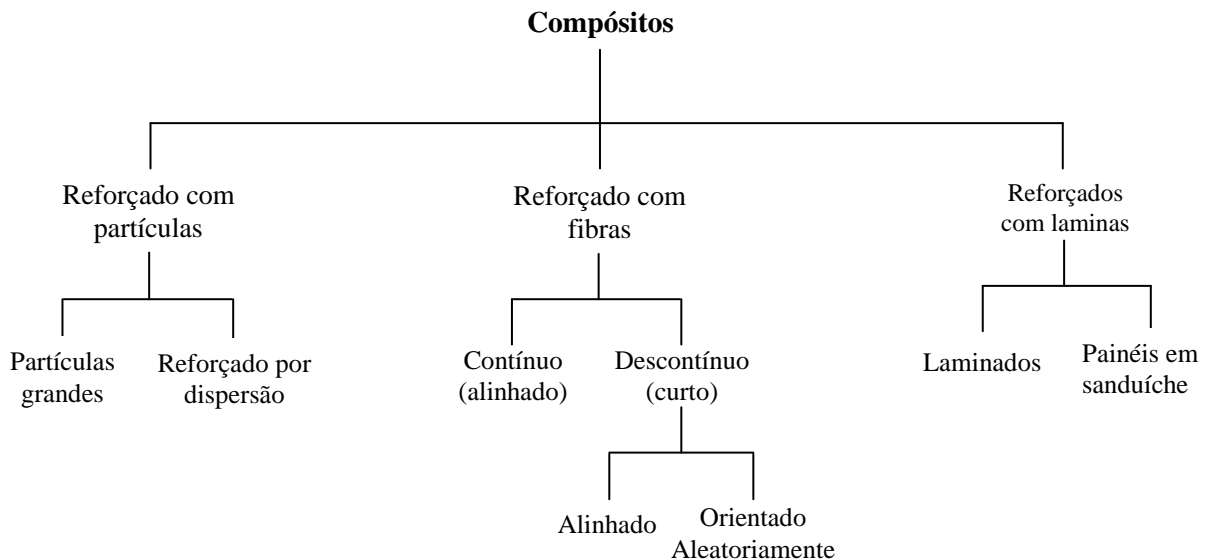 Compósitos
Reforçado com
partículas
Reforçado com
fibras
Reforçados
com laminas
Partículas
grandes
Reforçado por
dispersão
Contínuo
(alinhado)
Descontínuo
(curto)
Laminados
Painéis em
sanduíche
Alinhado
Orientado
Aleatoriamente